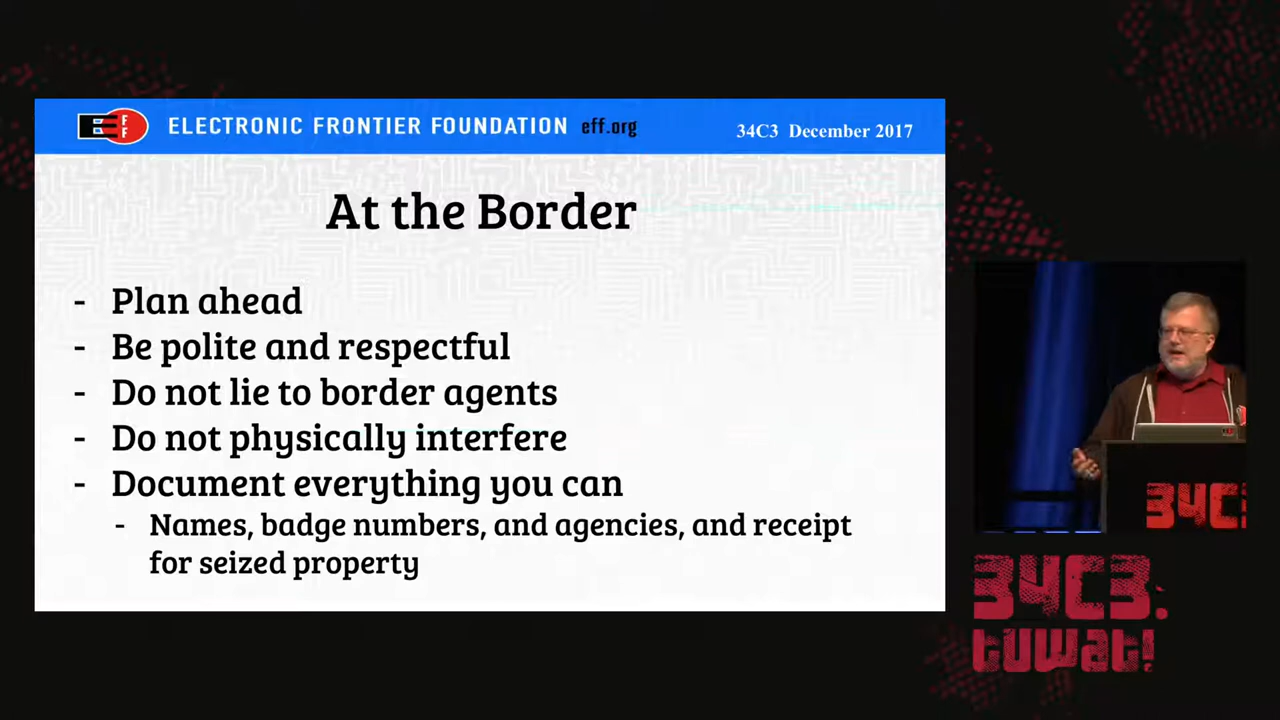 EFF
ELECTRONIC FRONTIER FOUNDATION eff.org
34C3 December 2017
At the Border
- Plan ahead
- Be polite and respectful
- Do not lie to border agents
- Do not physically interfere
- Document everything you can
- Names, badge numbers, and agencies, and receipt
for seized property
34C3
34C3.
tuwat!